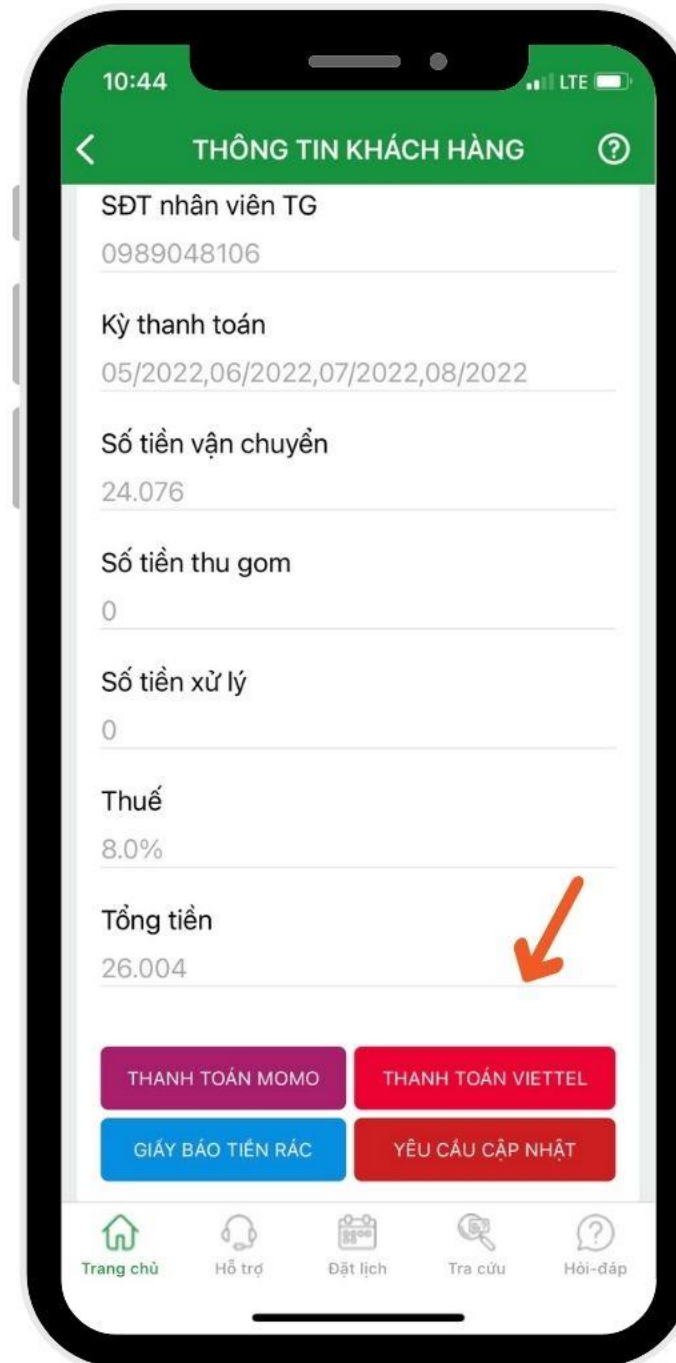 10:44
LTE
THÔNG TIN KHÁCH HÀNG
SĐT nhân viên TG
0989048106
Kỳ thanh toán
05/2022,06/2022,07/2022,08/2022
Số tiền vận chuyển
24.076
Số tiền thu gom
0
Số tiền xử lý
0
Thuế
8.0%
Tổng tiền
26.004
THANH TOÁN MOMO
THANH TOÁN VIETTEL
GIẤY BÁO TIỀN RÁC
YÊU CẦU CẬP NHẬT
Trang chủ
Hỗ trợ
Đặt lịch
Tra cứu
Hỏi-đáp